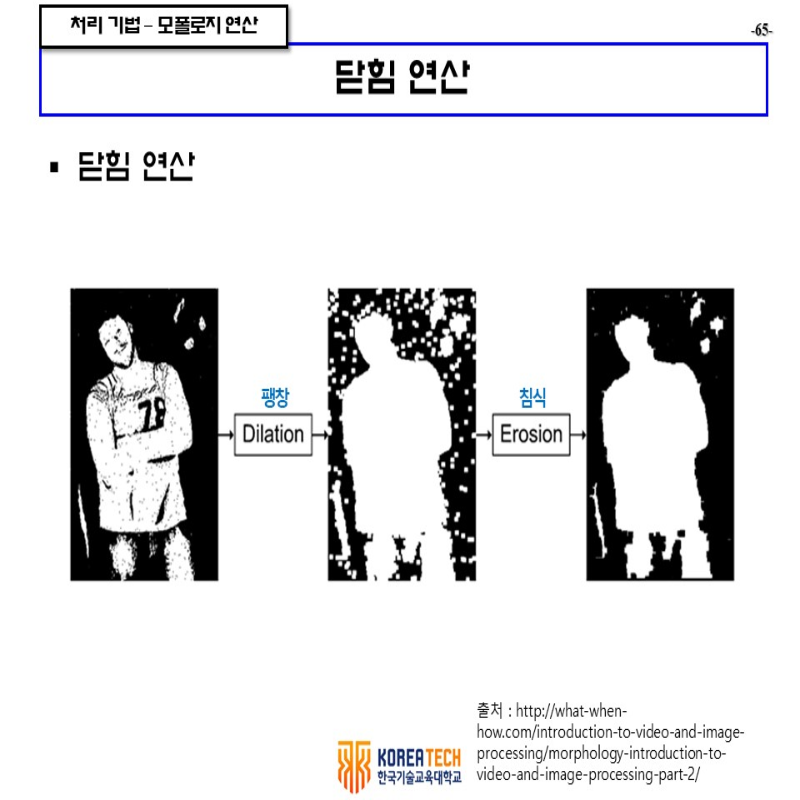 처리 기법 – 모폴로지 연산
-65-
닫힘 연산
▪ 닫힘 연산
78
팽창
Dilation
침식
Erosion
출처 : http://what-when-
how.com/introduction-to-video-and-image-
processing/morphology-introduction-to-
video-and-image-processing-part-2/
KOREATECH
한국기술교육대학교